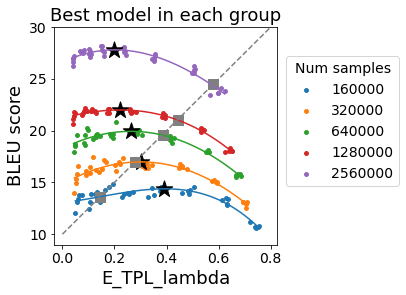 Best model in each group
BLEU score
30
25
20
15
10
0.0 0.2 0.4 0.6 0.8
E_TPL_lambda
Num samples
160000
320000
640000
1280000
2560000